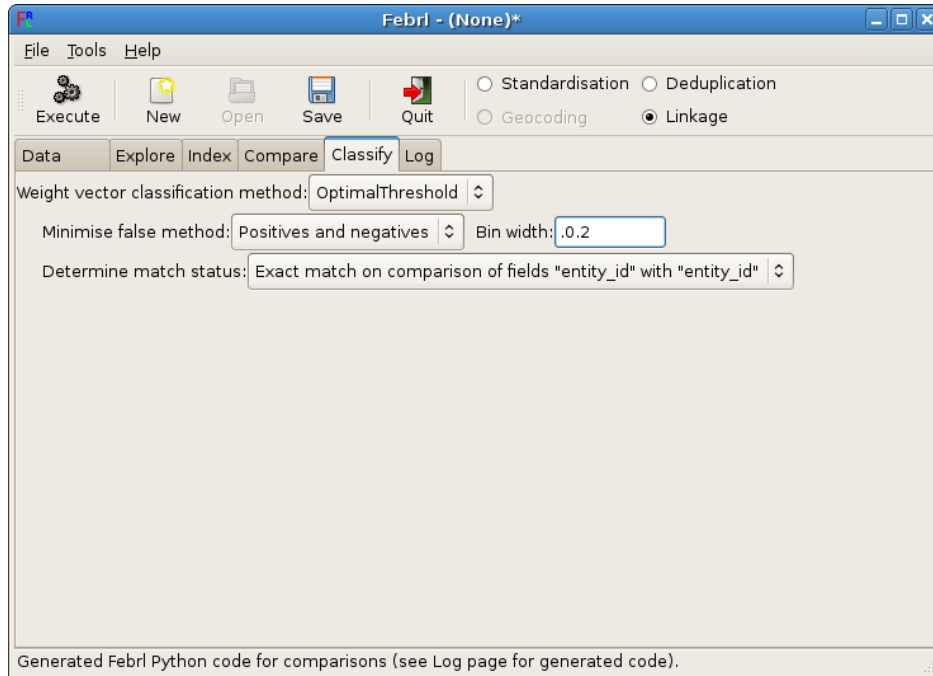 Febrl - (None)*
File Tools Help
Standardisation Deduplication
Execute New Open Save Quit Geocoding Linkage
Data Explore Index Compare Classify Log
Weight vector classification method: OptimalThreshold
Minimise false method: Positives and negatives Bin width: .0.2
Determine match status: Exact match on comparison of fields "entity_id" with "entity_id"
Generated Febrl Python code for comparisons (see Log page for generated code).